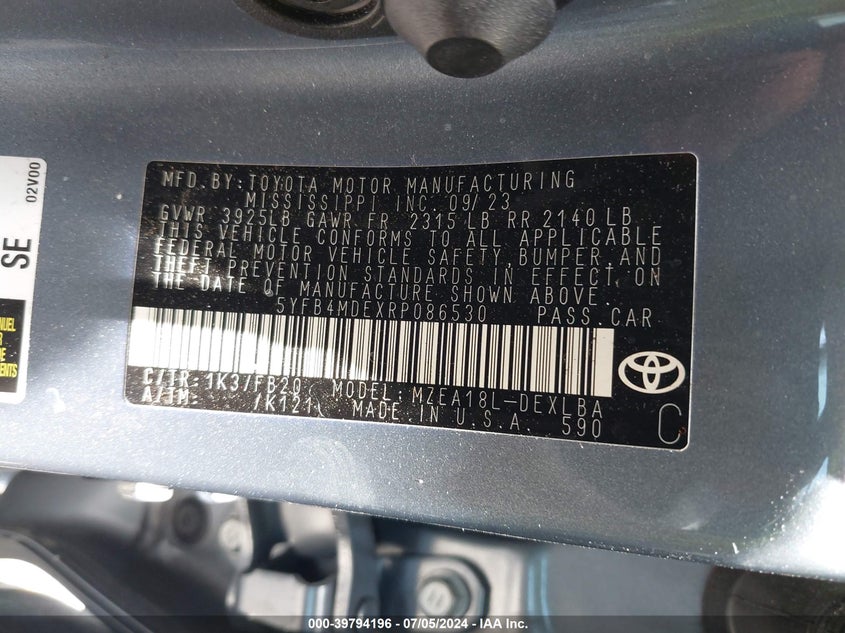 MFD. BY: TOYOTA MOTOR MANUFACTURING
MISSISSIPPI INC. 09/23
GVWR 3925LB GAWR FR 2315 LB RR 2140 LB
THIS VEHICLE CONFORMS TO ALL APPLICABLE
FEDERAL MOTOR VEHICLE SAFETY, BUMPER AND
THEFT PREVENTION STANDARDS IN EFFECT ON
THE DATE OF MANUFACTURE SHOWN ABOVE.
5YFB4MDEXRP086530 PASS.CAR
C/TR: 1K3/FB20 MODEL: MZEA18L-DEXLBA
A/TM: /K121 MADE IN U.S.A. 590
C
02V00
SE
000-39794196 - 07/05/2024 - IAA Inc.